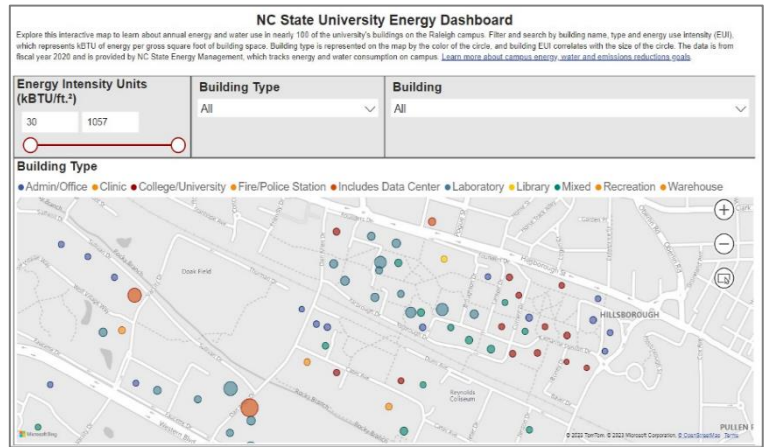 NC State University Energy Dashboard
Explore this interactive map to learn about annual energy and water use in nearly 100 of the university's buildings on the Raleigh campus. Filter and search by building name, type and energy use intensity (EUI),
which represents kBTU of energy per gross square foot of building space. Building type is represented on the map by the color of the circle, and building EUI correlates with the size of the circle. The data is from
fiscal year 2020 and is provided by NC State Energy Management, which tracks energy and water consumption on campus. Learn more about campus energy, water and emissions reductions goals.
Energy Intensity Units
(kBTU/ft.²)
30 1057
Building Type
All
Building
All
Building Type
Admin/Office Clinic College/University Fire/Police Station Includes Data Center Laboratory Library Mixed Recreation Warehouse
Doak Field
Hillsborough St
HILLSBOROUGH
Reynolds
Coliseum
Rocky Branch
Western Blvd
PULLEN
Microsoft Bing
© 2023 TomTom, © 2023 Microsoft Corporation, © OpenStreetMap Terms